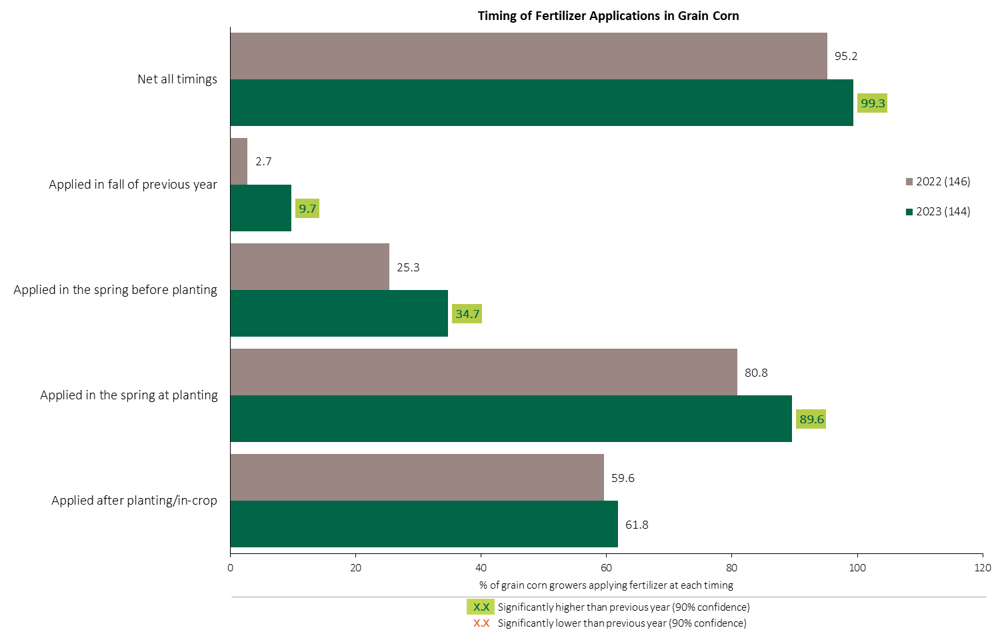 Timing of Fertilizer Applications in Grain Corn
Net all timings
95.2
99.3
Applied in fall of previous year
2.7
9.7
2022 (146)
2023 (144)
Applied in the spring before planting
25.3
34.7
Applied in the spring at planting
80.8
89.6
Applied after planting/in-crop
59.6
61.8
0 20 40 60 80 100 120
% of grain corn growers applying fertilizer at each timing
X.X Significantly higher than previous year (90% confidence)
X.X Significantly lower than previous year (90% confidence)